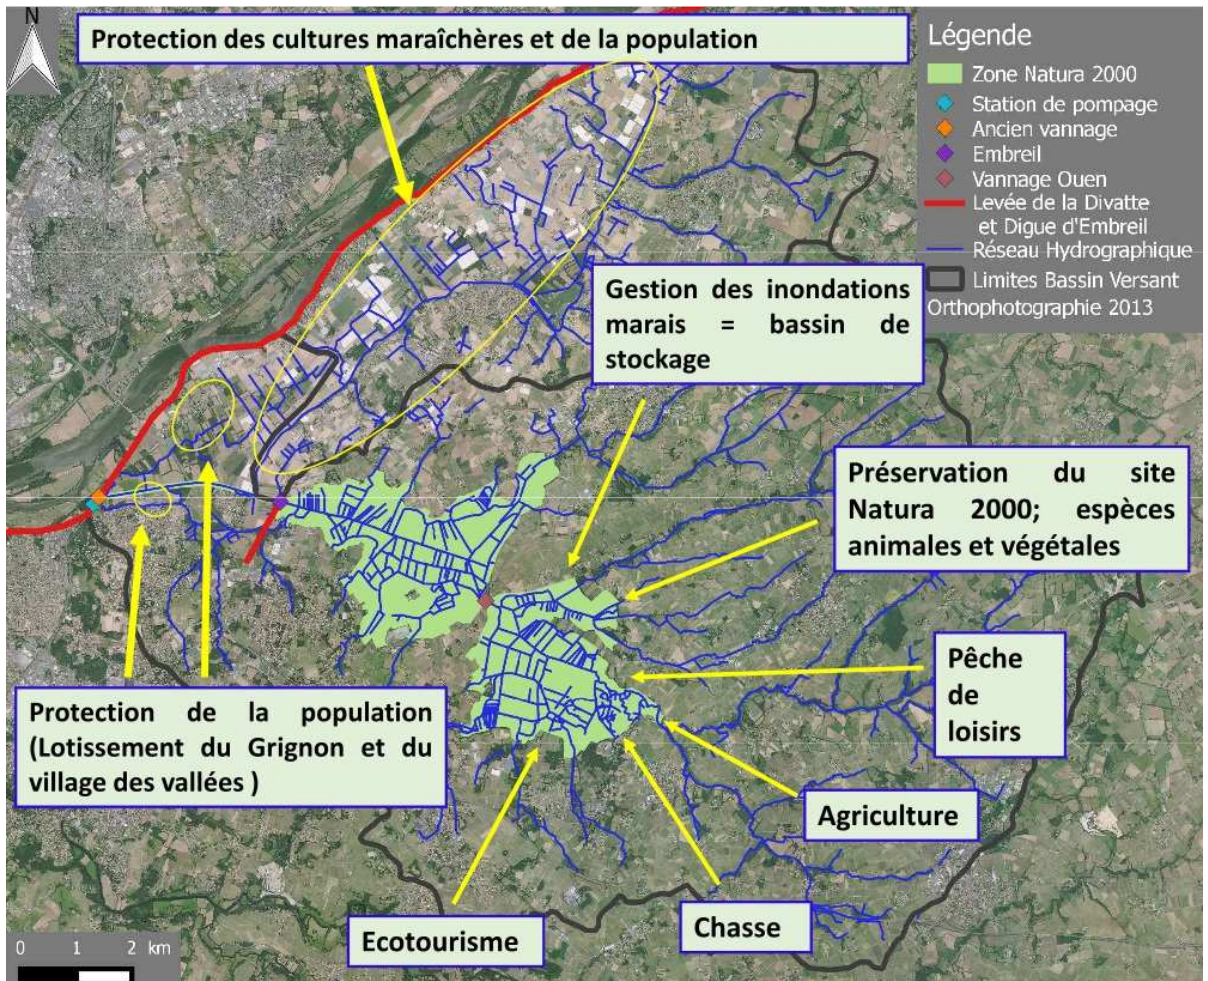 N
Protection des cultures maraîchères et de la population
Légende
Zone Natura 2000
Station de pompage
Ancien vannage
Embreil
Vannage Ouen
Levée de la Divatte
et Digue d'Embreil
Réseau Hydrographique
Limites Bassin Versant
Orthophotographie 2013
Gestion des inondations
marais = bassin de
stockage
Préservation du site
Natura 2000; espèces
animales et végétales
Pêche
de
loisirs
Protection de la population
(Lotissement du Grignon et du
village des vallées )
Agriculture
Ecotourisme
Chasse
0 1 2 km